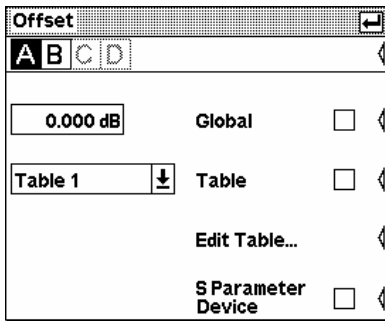 Offset
A B C D
0.000 dB Global
Table 1 Table
Edit Table...
S Parameter
Device